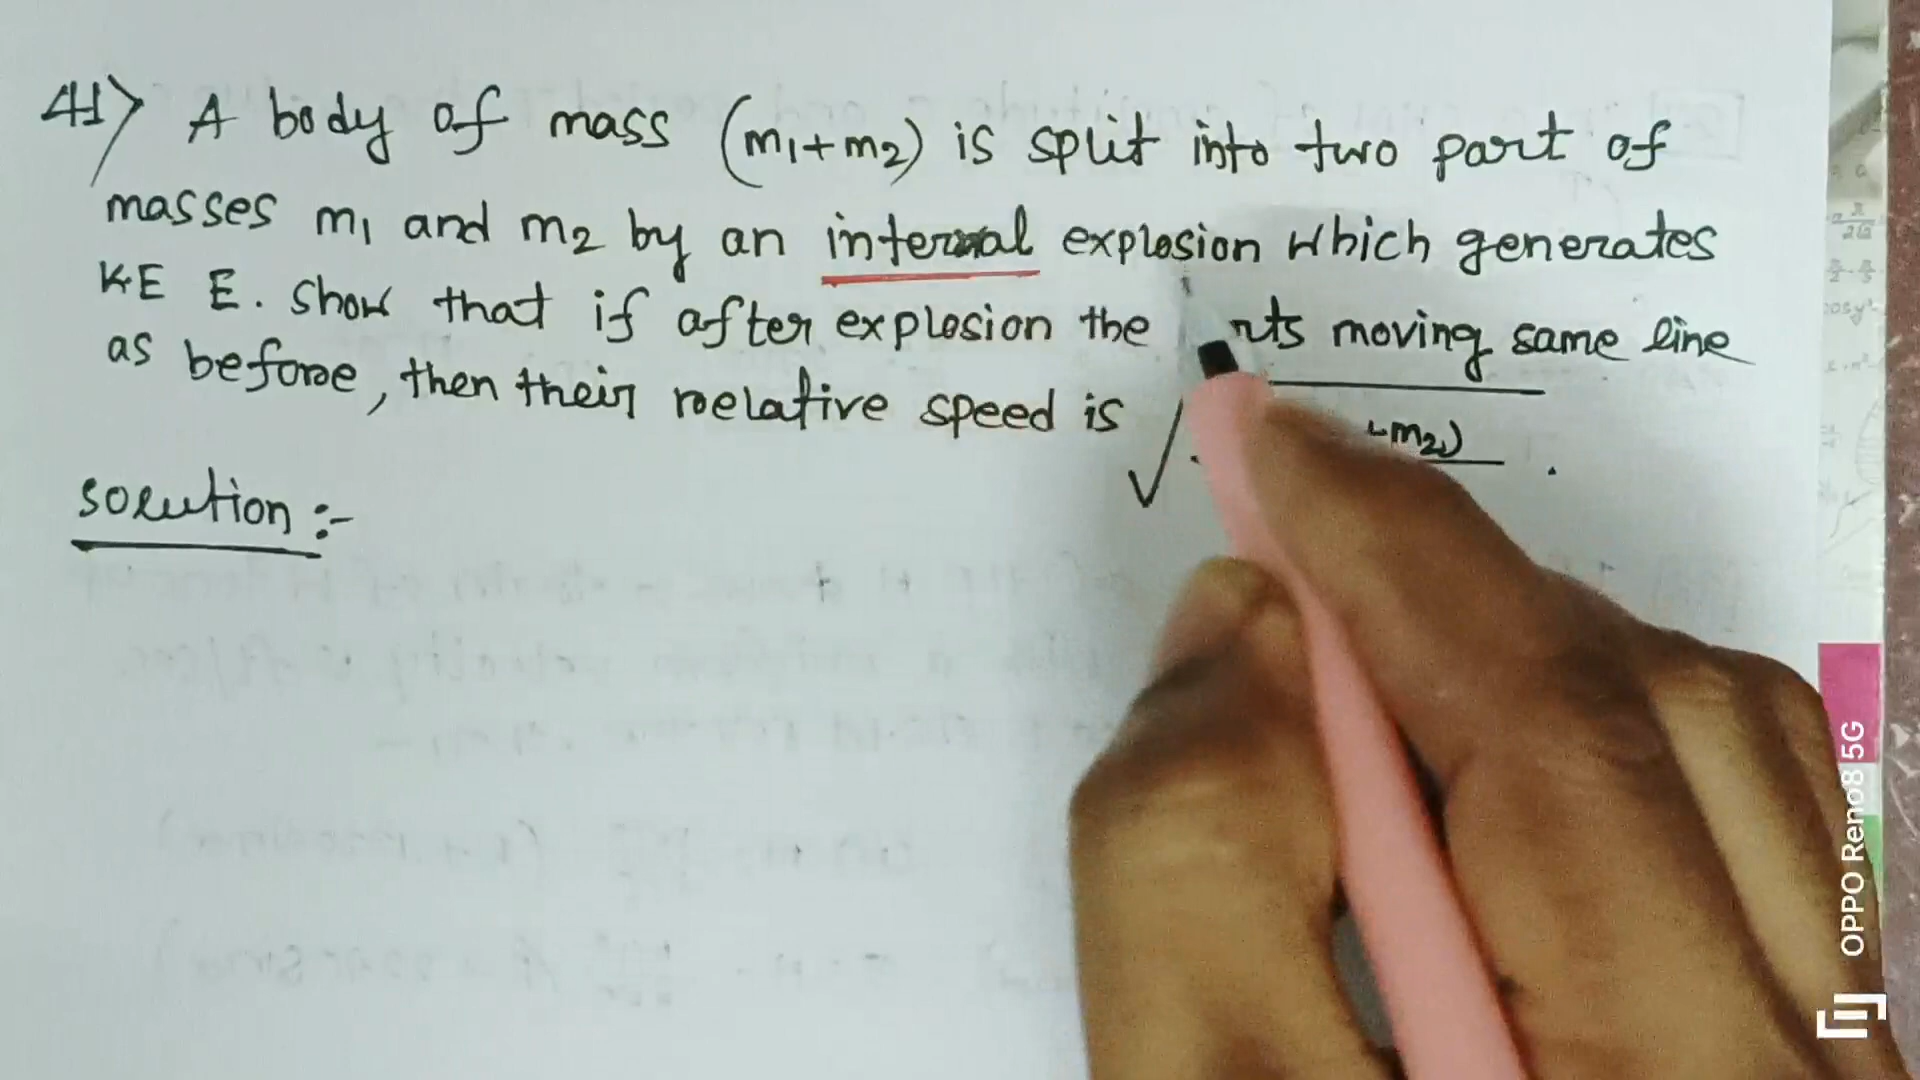 41) A body of mass (m1+m2) is split into two part of
masses m1 and m2 by an internal explosion which generates
KE E. show that if after explosion the moving same line
as before, then their relative speed is √ m2)
solution :-
OPPO Reno8 5G